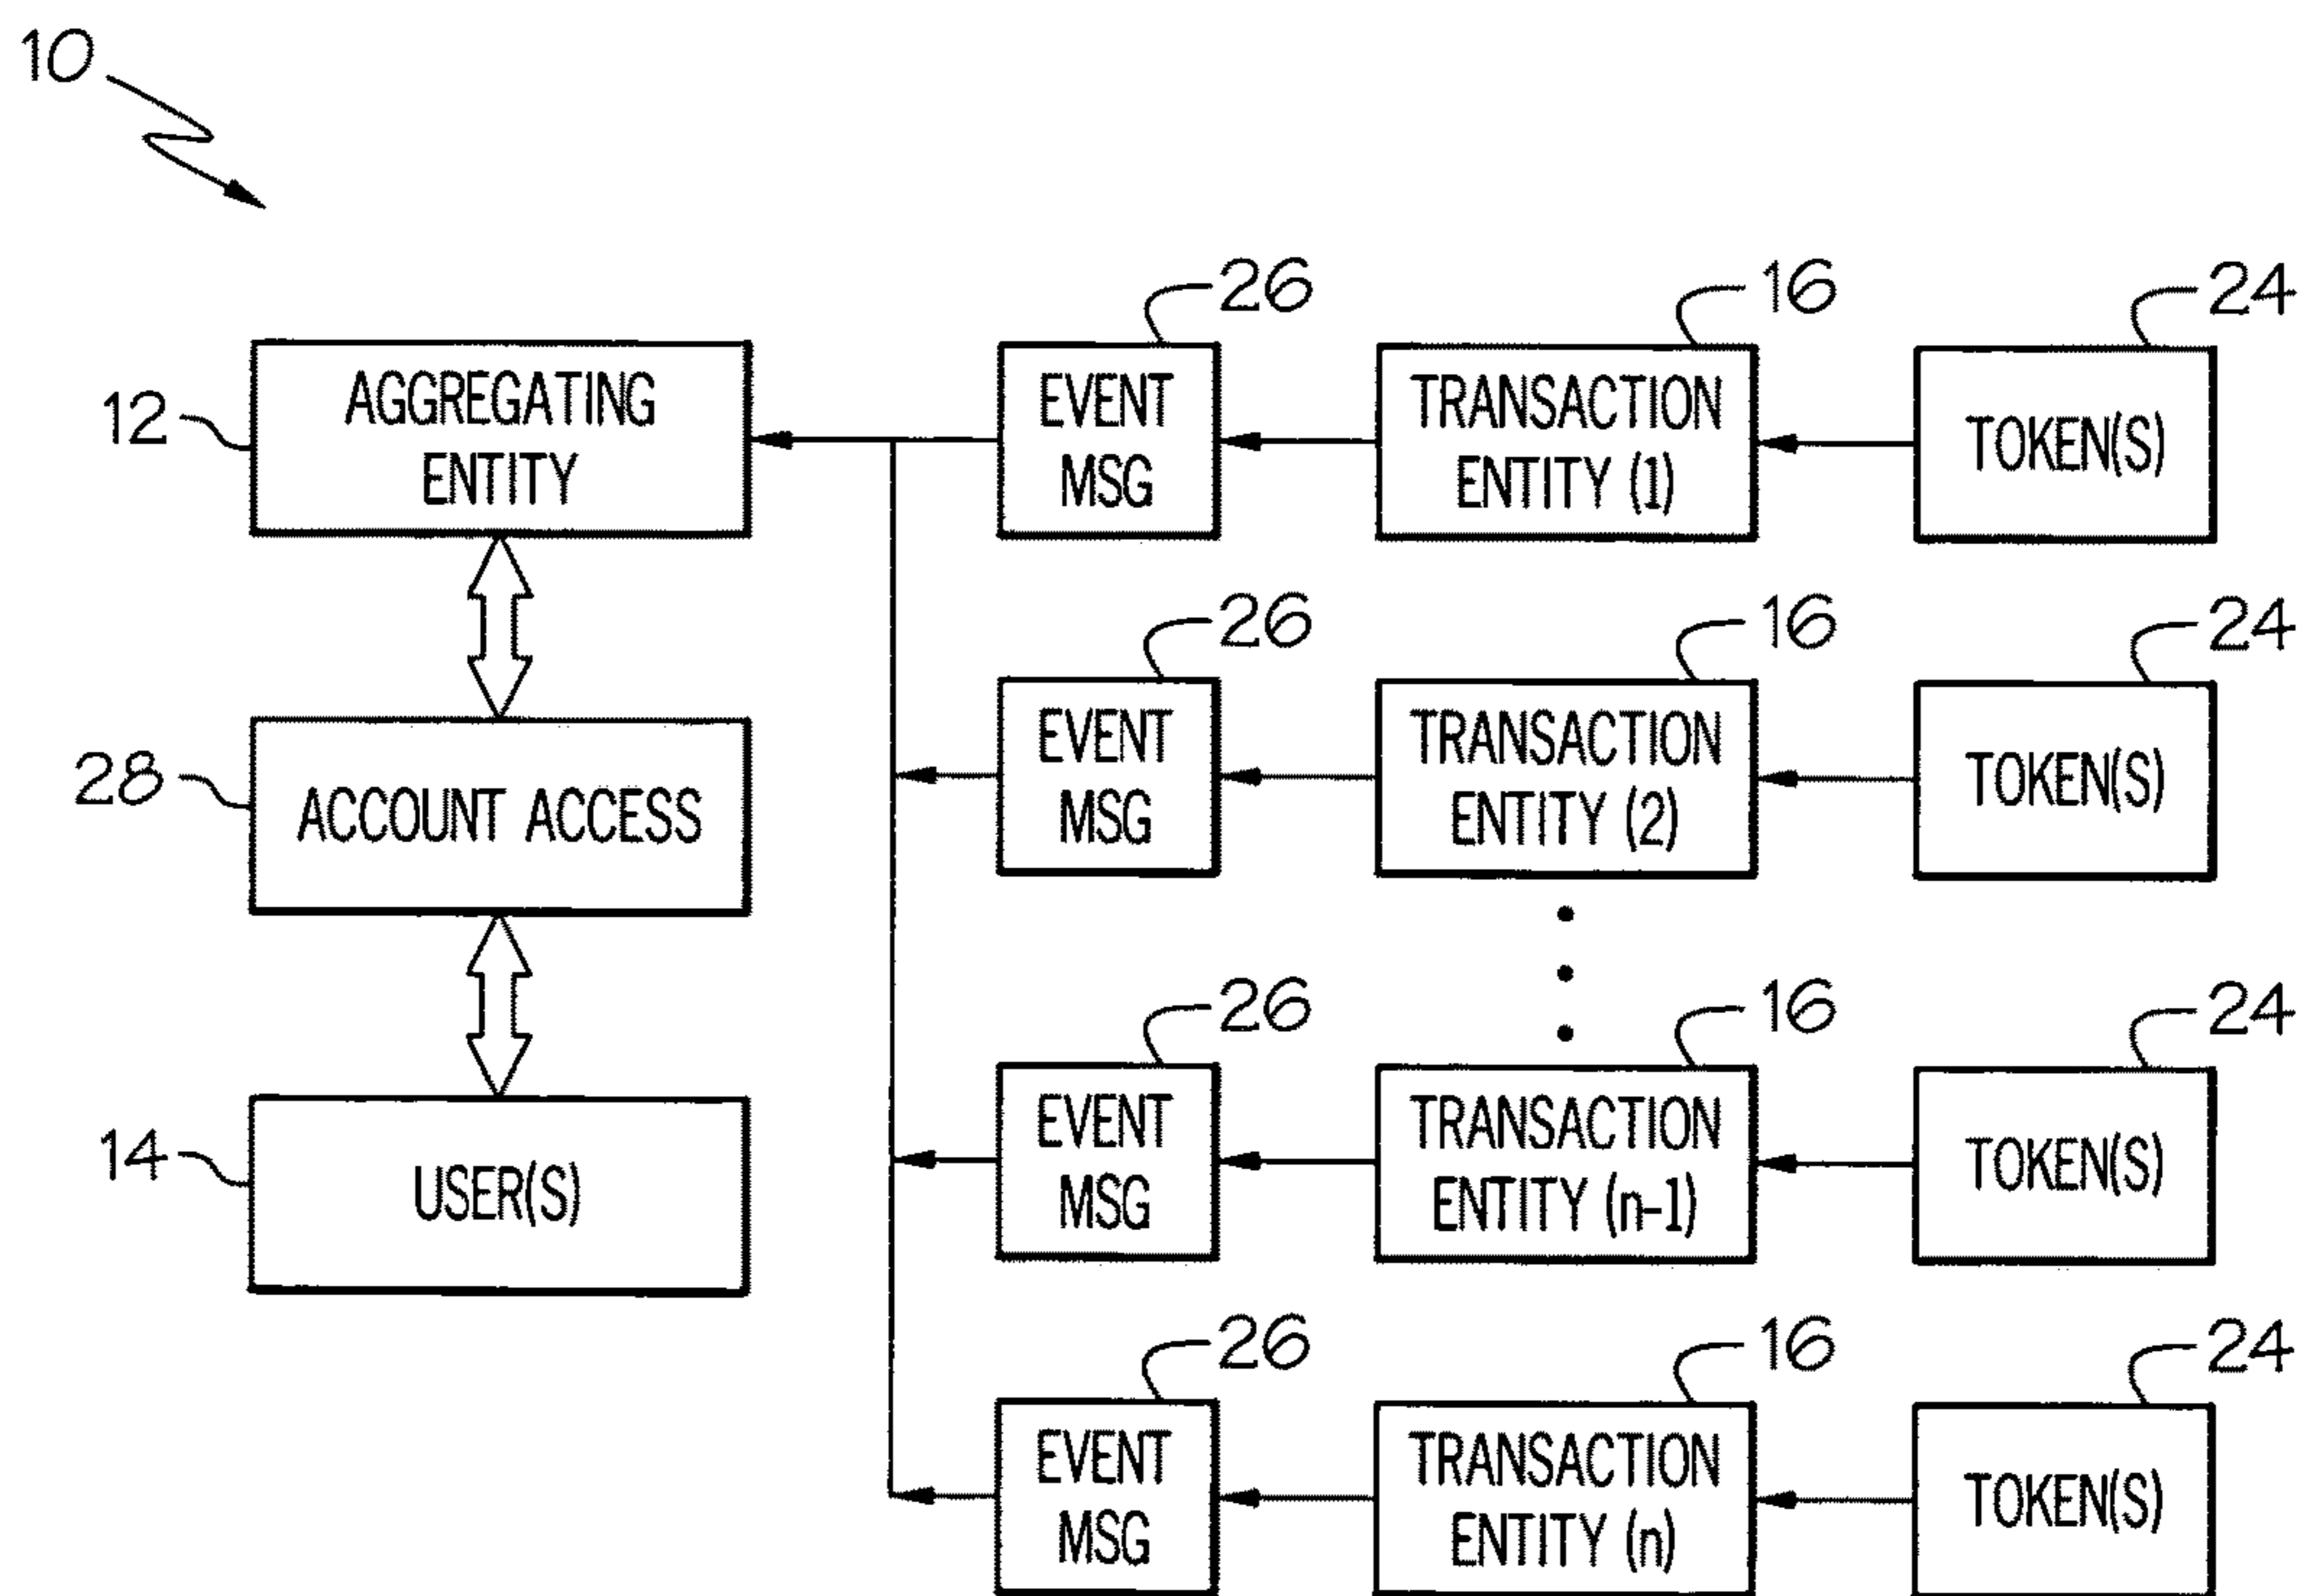 10
26
16
24
12
AGGREGATING
ENTITY
EVENT
MSG
TRANSACTION
ENTITY (1)
TOKEN(S)
26
16
24
28
ACCOUNT ACCESS
EVENT
MSG
TRANSACTION
ENTITY (2)
TOKEN(S)
26
16
24
14
USER(S)
EVENT
MSG
TRANSACTION
ENTITY (n-1)
TOKEN(S)
26
16
24
EVENT
MSG
TRANSACTION
ENTITY (n)
TOKEN(S)